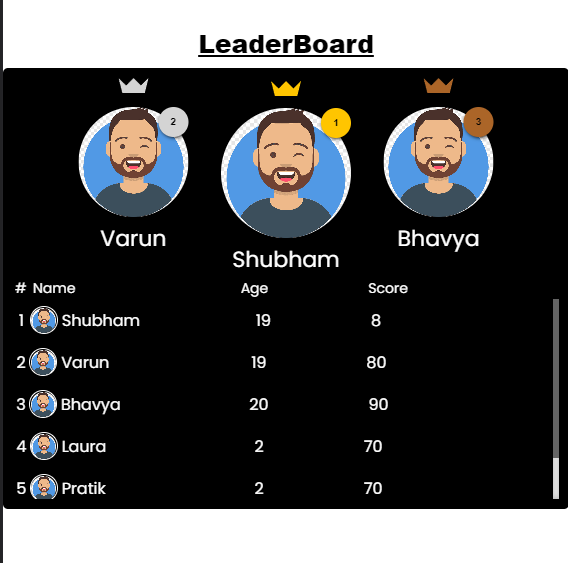 LeaderBoard
2 1 3
Varun Shubham Bhavya
# Name Age Score
1 Shubham 19 8
2 Varun 19 80
3 Bhavya 20 90
4 Laura 2 70
5 Pratik 2 70